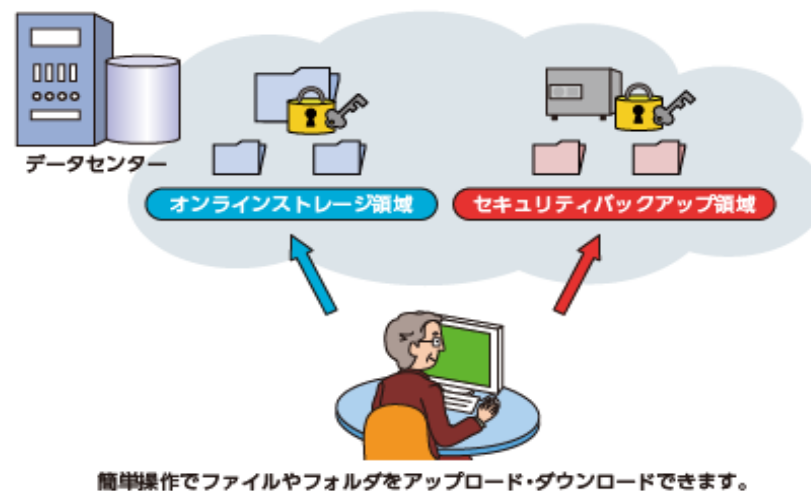 データセンター
オンラインストレージ領域
セキュリティバックアップ領域
簡単操作でファイルやフォルダをアップロード・ダウンロードできます。